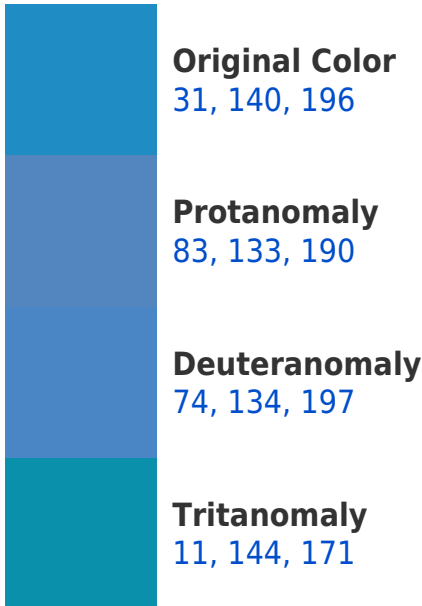 Original Color
31, 140, 196
Protanomaly
83, 133, 190
Deuteranomaly
74, 134, 197
Tritanomaly
11, 144, 171